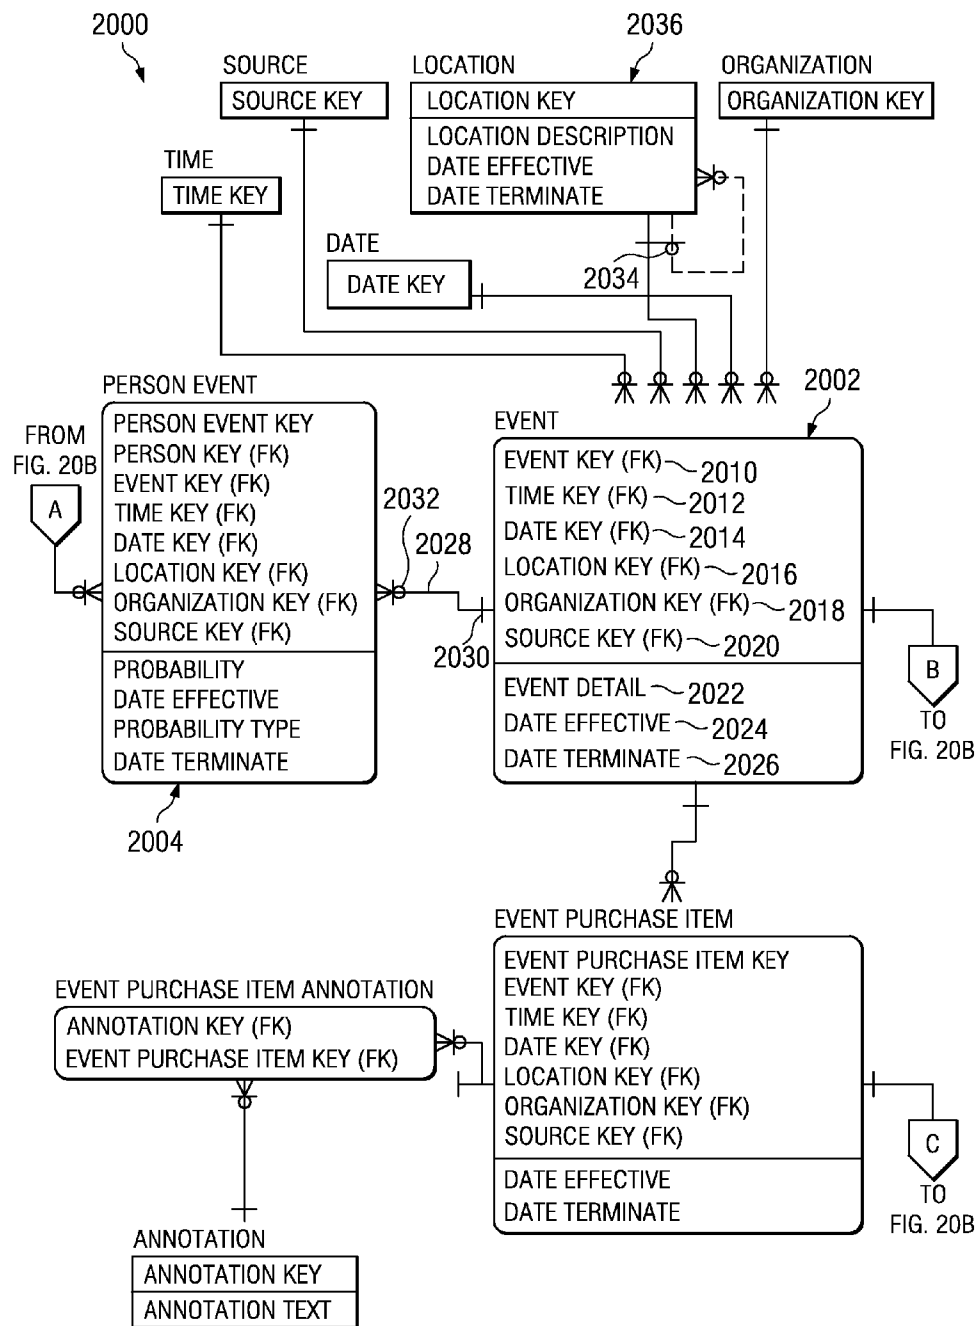 2000
2036
SOURCE
LOCATION
ORGANIZATION
SOURCE KEY
LOCATION KEY
ORGANIZATION KEY
LOCATION DESCRIPTION
DATE EFFECTIVE
DATE TERMINATE
TIME
TIME KEY
DATE
DATE KEY
2034
PERSON EVENT
PERSON EVENT KEY
PERSON KEY (FK)
EVENT KEY (FK)
TIME KEY (FK)
DATE KEY (FK)
LOCATION KEY (FK)
ORGANIZATION KEY (FK)
SOURCE KEY (FK)
PROBABILITY
DATE EFFECTIVE
PROBABILITY TYPE
DATE TERMINATE
2004
FROM
FIG. 20B
A
2032
2028
2030
2002
EVENT
EVENT KEY (FK) 2010
TIME KEY (FK) 2012
DATE KEY (FK) 2014
LOCATION KEY (FK) 2016
ORGANIZATION KEY (FK) 2018
SOURCE KEY (FK) 2020
EVENT DETAIL 2022
DATE EFFECTIVE 2024
DATE TERMINATE 2026
B
TO
FIG. 20B
EVENT PURCHASE ITEM
EVENT PURCHASE ITEM KEY
EVENT KEY (FK)
TIME KEY (FK)
DATE KEY (FK)
LOCATION KEY (FK)
ORGANIZATION KEY (FK)
SOURCE KEY (FK)
DATE EFFECTIVE
DATE TERMINATE
C
TO
FIG. 20B
EVENT PURCHASE ITEM ANNOTATION
ANNOTATION KEY (FK)
EVENT PURCHASE ITEM KEY (FK)
ANNOTATION
ANNOTATION KEY
ANNOTATION TEXT